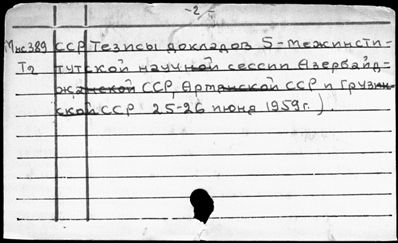 -2-
Мнс389 ССР Тезисы докладов 5-Межинсти-
Т2 тутской научной сессии Азербайд-
жанской ССР, Армянской ССР и Грузин-
ской ССР 25-26 июня 1959г.)